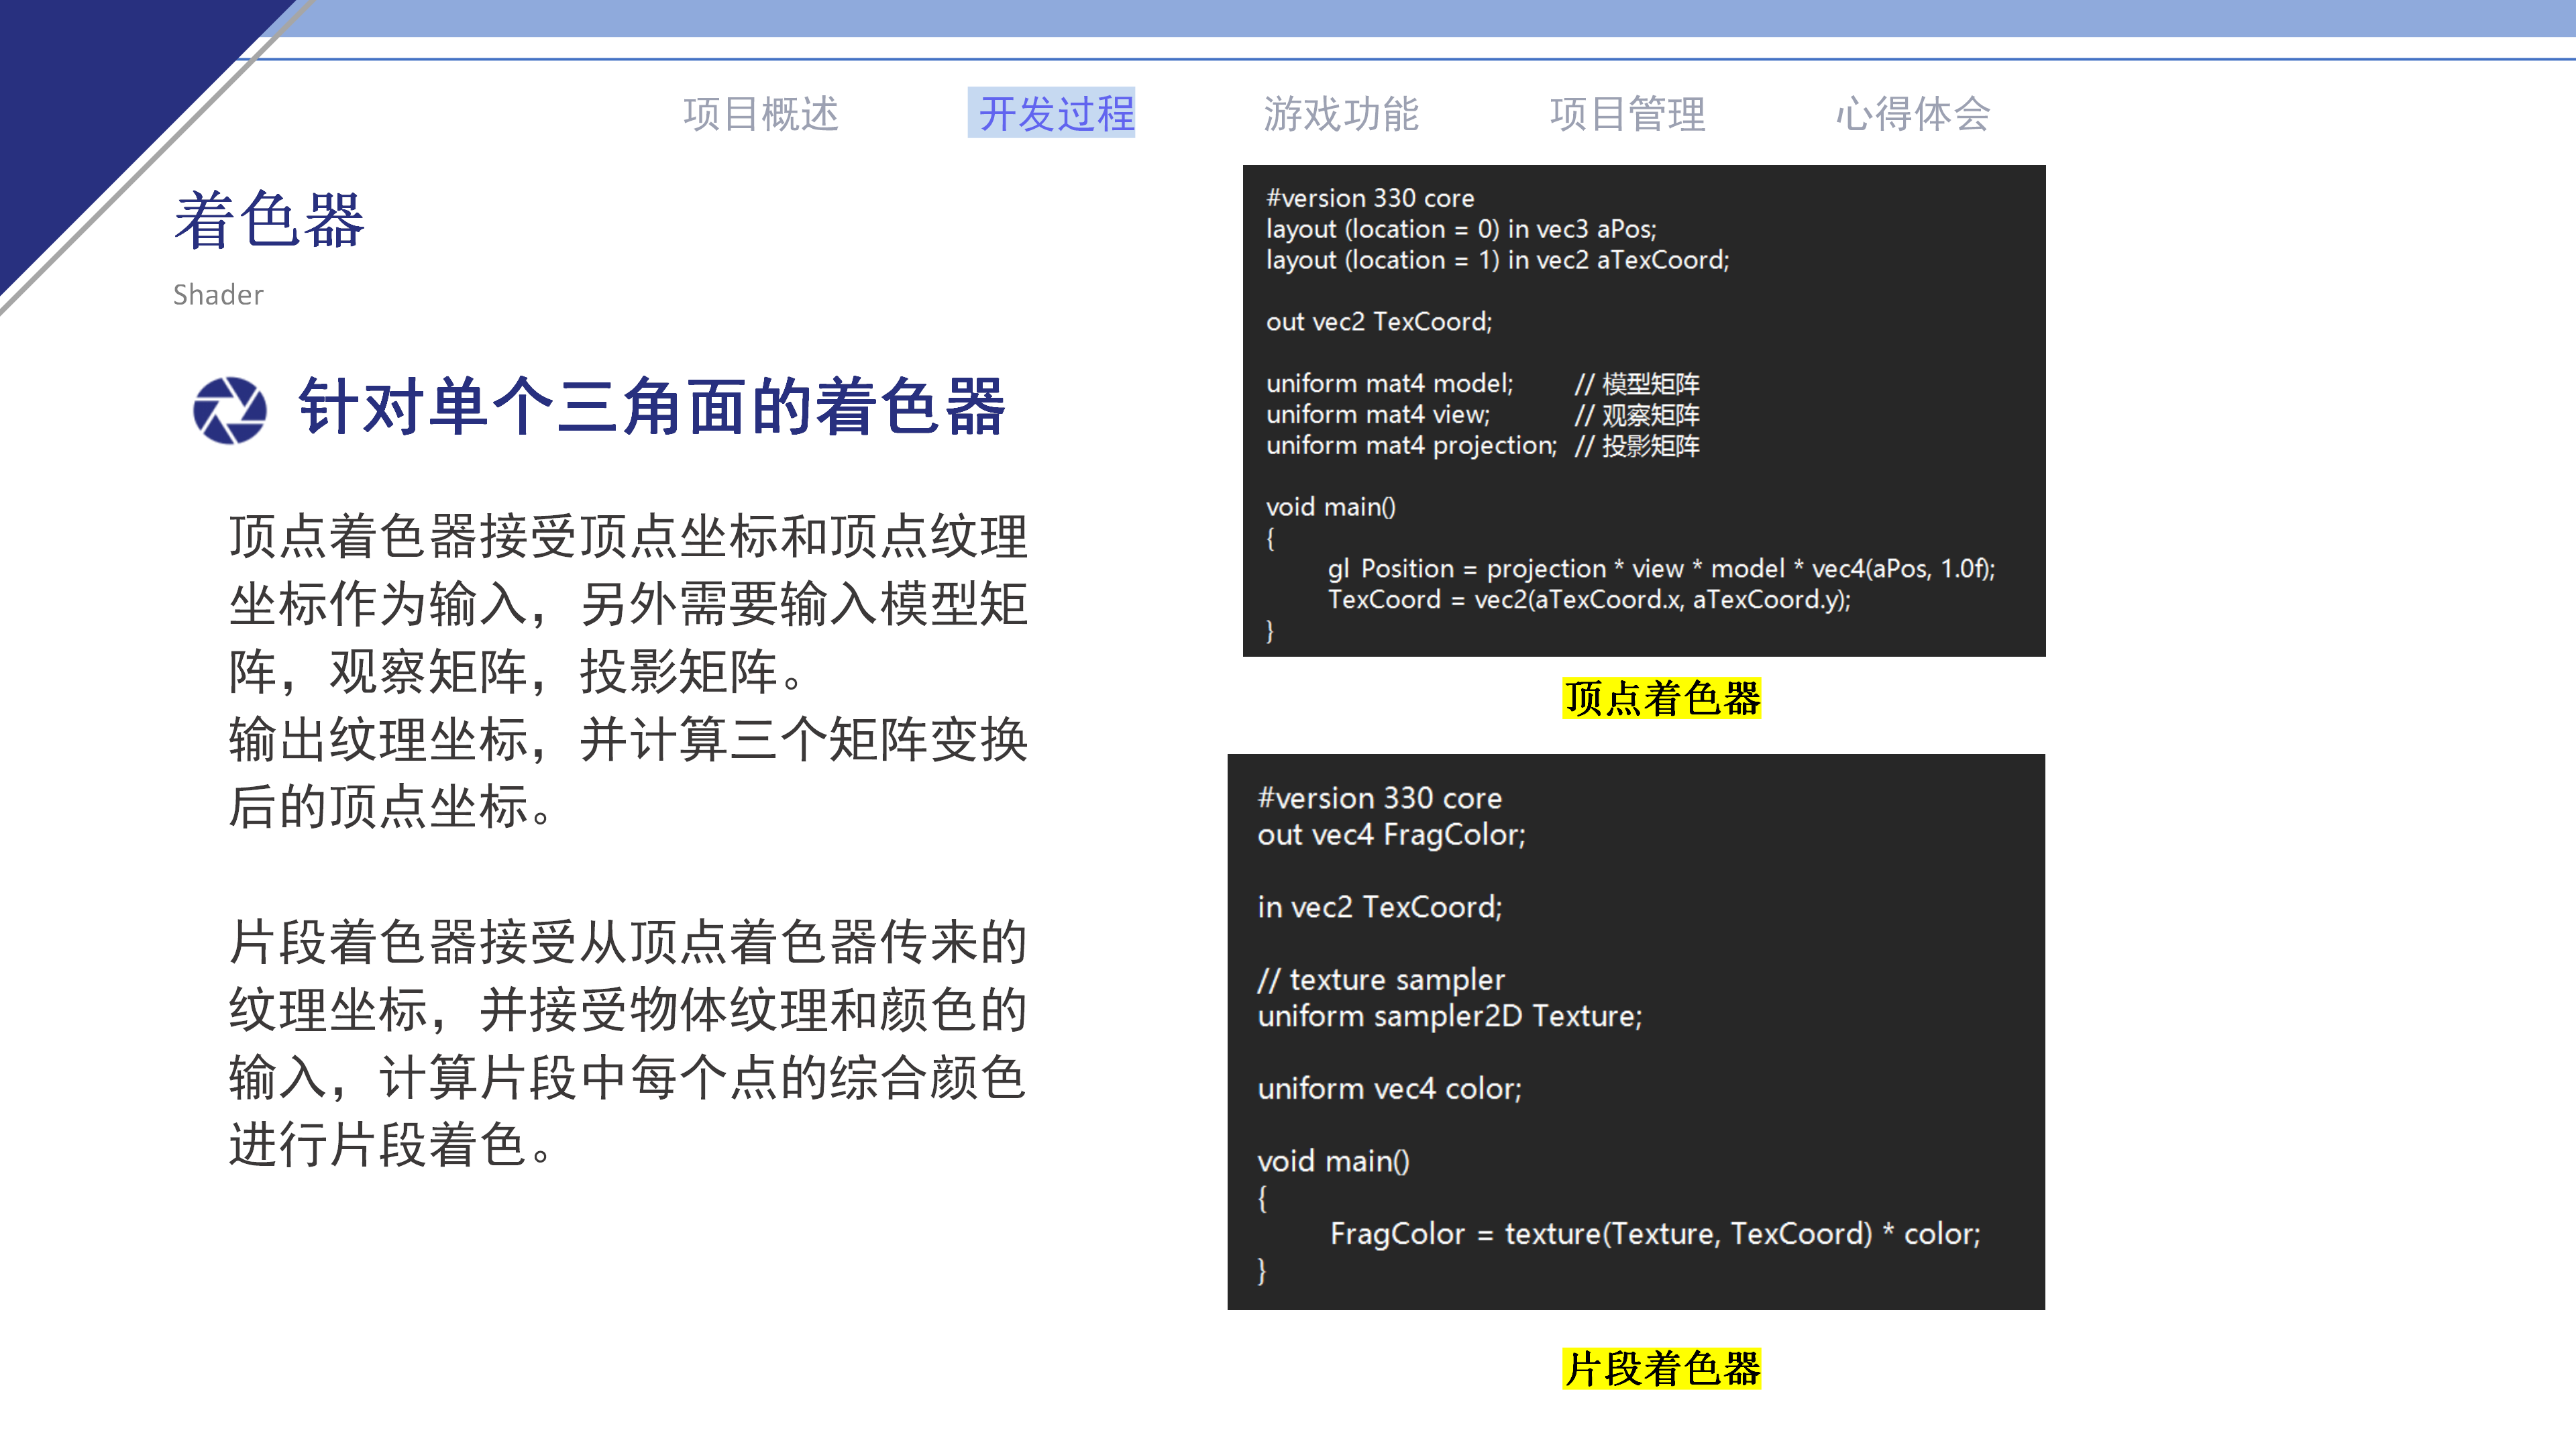 项目概述 开发过程 游戏功能 项目管理 心得体会
着色器
Shader
针对单个三角面的着色器
顶点着色器接受顶点坐标和顶点纹理
坐标作为输入，另外需要输入模型矩
阵，观察矩阵，投影矩阵。
输出纹理坐标，并计算三个矩阵变换
后的顶点坐标。
片段着色器接受从顶点着色器传来的
纹理坐标，并接受物体纹理和颜色的
输入，计算片段中每个点的综合颜色
进行片段着色。
#version 330 core
layout (location = 0) in vec3 aPos;
layout (location = 1) in vec2 aTexCoord;
out vec2 TexCoord;
uniform mat4 model; // 模型矩阵
uniform mat4 view; // 观察矩阵
uniform mat4 projection; // 投影矩阵
void main()
{
gl Position = projection * view * model * vec4(aPos, 1.0f);
TexCoord = vec2(aTexCoord.x, aTexCoord.y);
}
顶点着色器
#version 330 core
out vec4 FragColor;
in vec2 TexCoord;
// texture sampler
uniform sampler2D Texture;
uniform vec4 color;
void main()
{
FragColor = texture(Texture, TexCoord) * color;
}
片段着色器